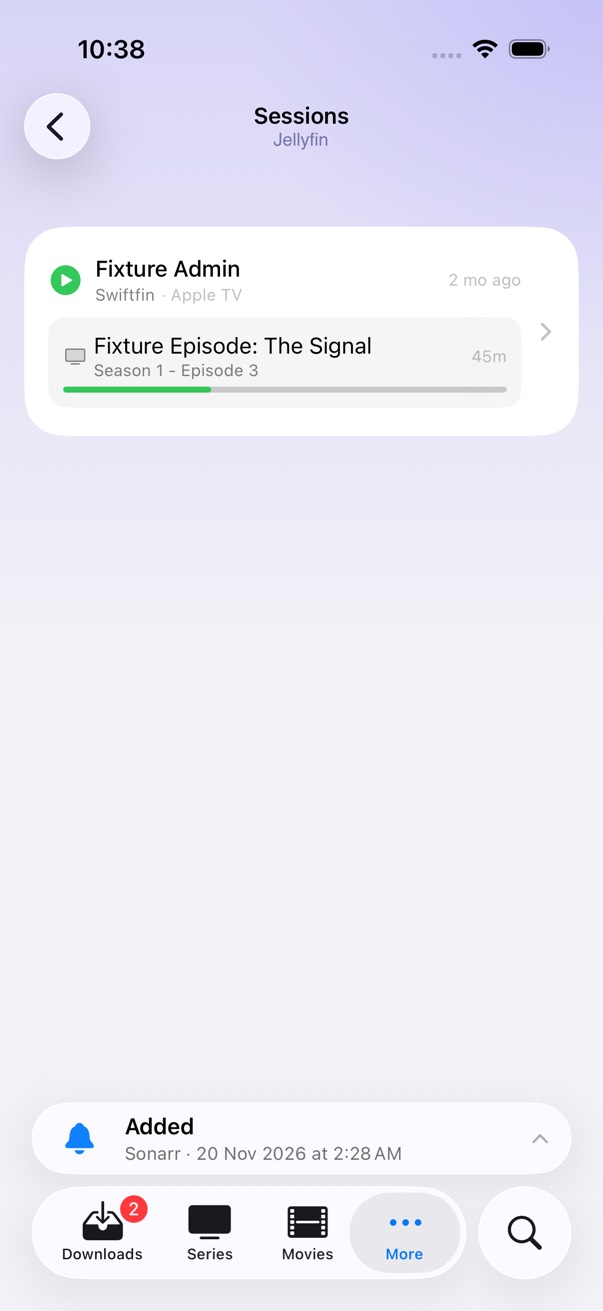 10:38
Sessions
Jellyfin
Fixture Admin
2 mo ago
Swiftfin · Apple TV
Fixture Episode: The Signal
45m
Season 1 - Episode 3
Added
Sonarr · 20 Nov 2026 at 2:28 AM
2
Downloads
Series
Movies
More